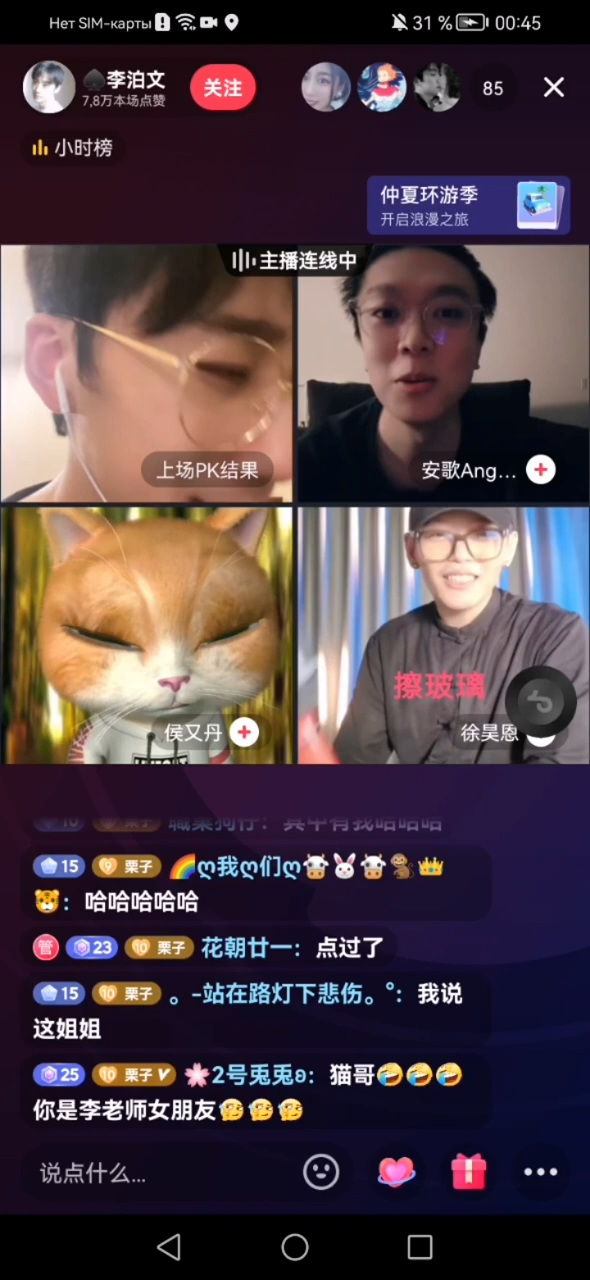 Нет SIM-карты 31 % 00:45
♠李泊文
7,8万本场点赞
关注
85
小时榜
仲夏环游季
开启浪漫之旅
主播连线中
上场PK结果
安歌Ang...
侯又丹
擦玻璃
徐昊恩
15 9 栗子 🌈ღ我ღ们ღ🐮🐰🐮🐒👑
🐯：哈哈哈哈哈
管 23 10 栗子 花朝廿一：点过了
15 10 栗子 。-站在路灯下悲伤。°：我说
这姐姐
25 10 栗子 V 🌸2号兎兎ʚ：猫哥🤣🤣🤣
你是李老师女朋友🤔🤔🤔
说点什么...